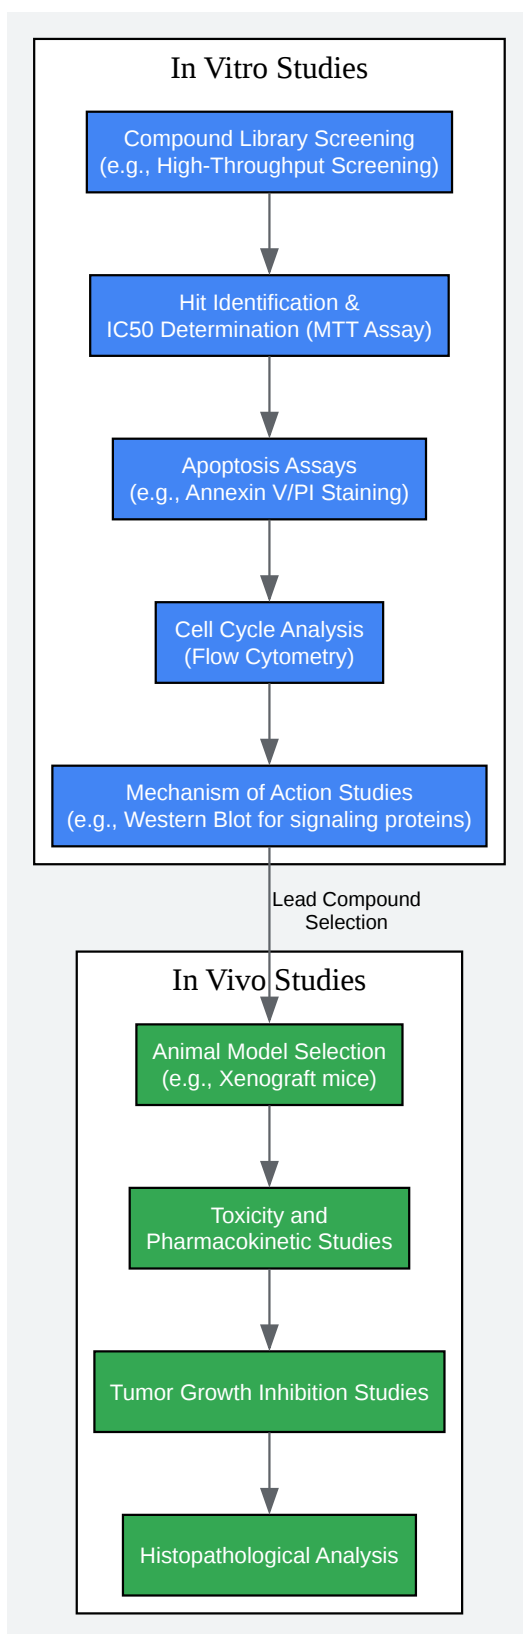 In Vitro Studies
Compound Library Screening
(e.g., High-Throughput Screening)
Hit Identification &
IC50 Determination (MTT Assay)
Apoptosis Assays
(e.g., Annexin V/PI Staining)
Cell Cycle Analysis
(Flow Cytometry)
Mechanism of Action Studies
(e.g., Western Blot for signaling proteins)
Lead Compound
Selection
In Vivo Studies
Animal Model Selection
(e.g., Xenograft mice)
Toxicity and
Pharmacokinetic Studies
Tumor Growth Inhibition Studies
Histopathological Analysis